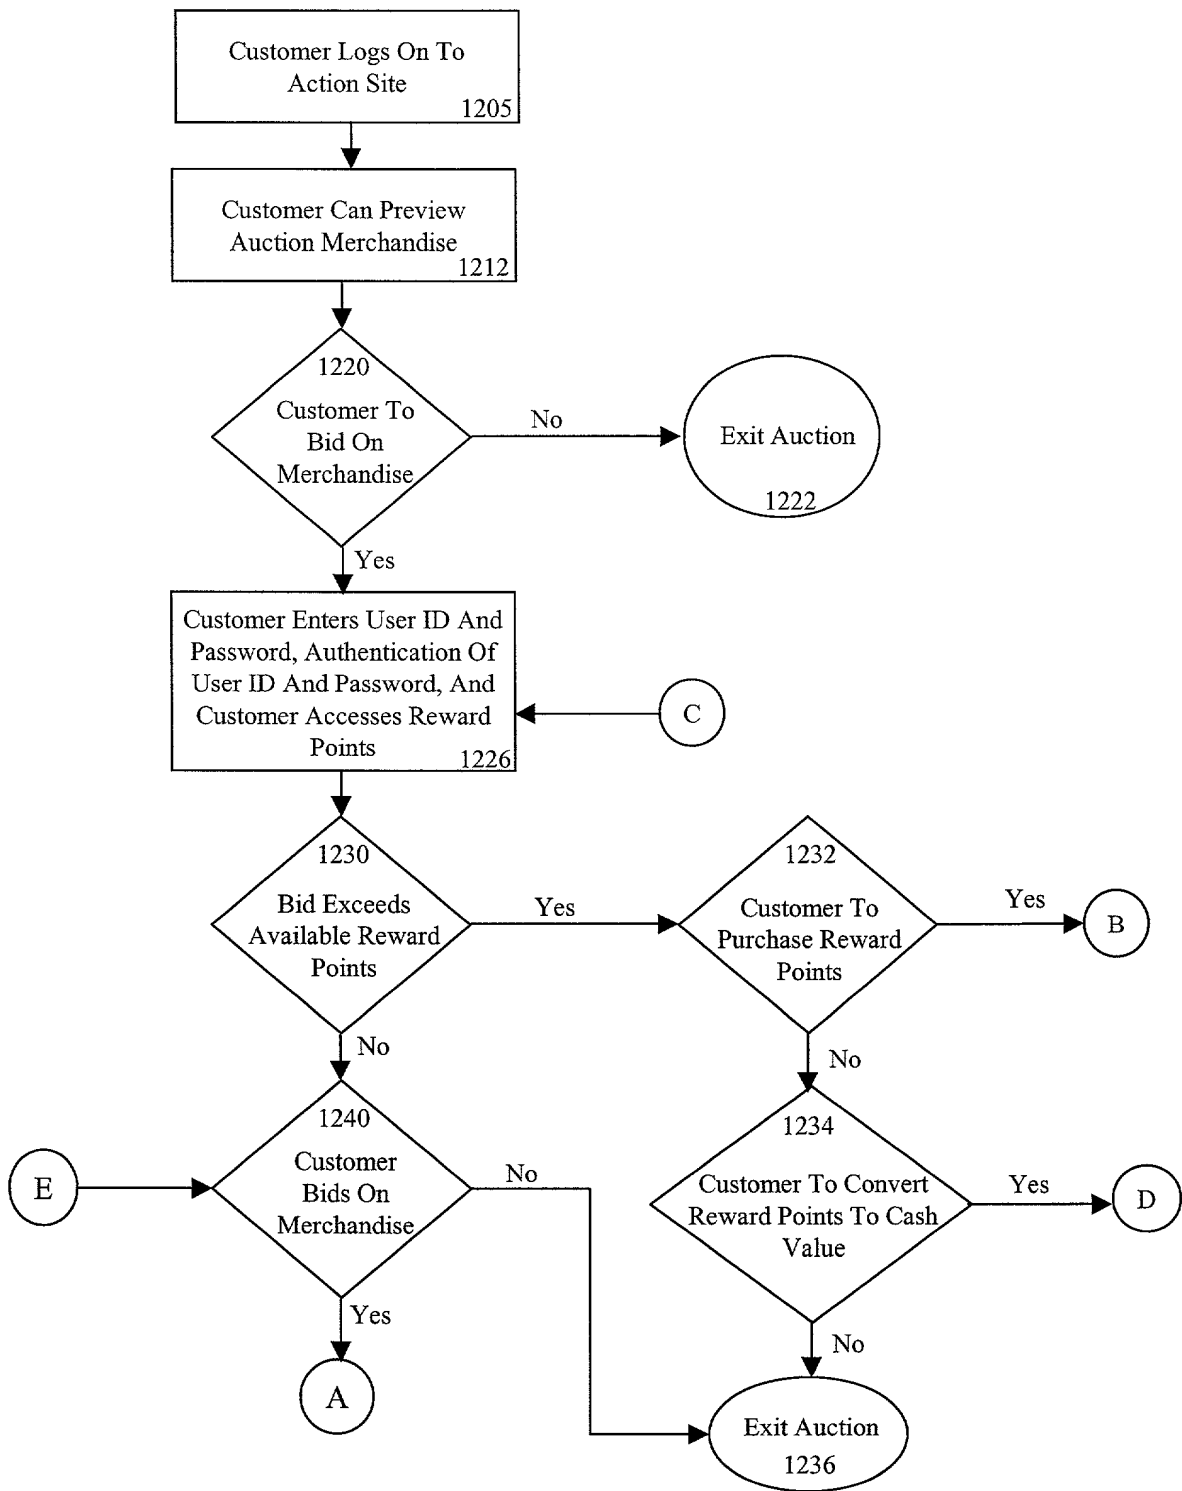 Customer Logs On To
Action Site
1205
Customer Can Preview
Auction Merchandise
1212
1220
Customer To
Bid On
Merchandise
No
Exit Auction
1222
Yes
Customer Enters User ID And
Password, Authentication Of
User ID And Password, And
Customer Accesses Reward
Points
1226
C
1230
Bid Exceeds
Available Reward
Points
Yes
1232
Customer To
Purchase Reward
Points
Yes
B
No
No
1240
Customer
Bids On
Merchandise
E
No
1234
Customer To Convert
Reward Points To Cash
Value
Yes
D
Yes
A
No
Exit Auction
1236